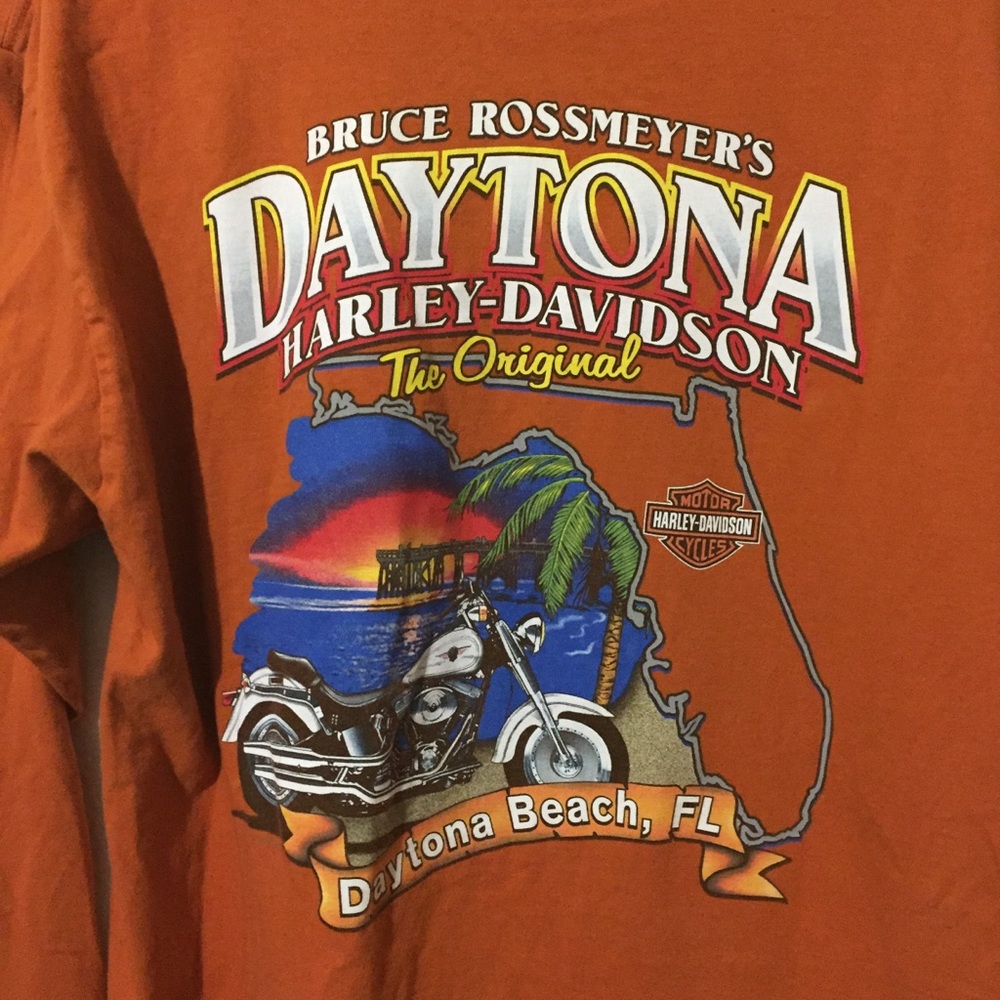 BRUCE ROSSMEYER'S
DAYTONA
HARLEY-DAVIDSON
The Original
MOTOR
HARLEY-DAVIDSON
CYCLES
Daytona Beach, FL